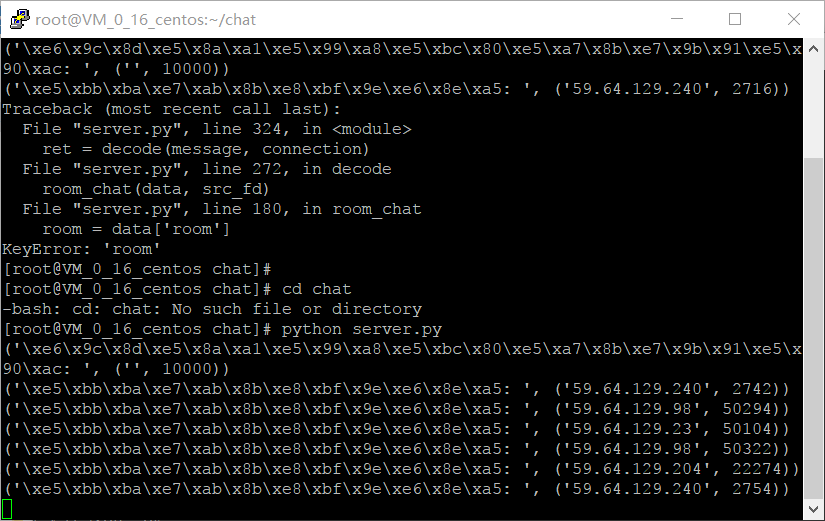 root@VM_0_16_centos:~/chat
('\xe6\x9c\x8d\xe5\x8a\xa1\xe5\x99\xa8\xe5\xbc\x80\xe5\xa7\x8b\xe7\x9b\x91\xe5\x
90\xac: ', ('', 10000))
('\xe5\xbb\xba\xe7\xab\x8b\xe8\xbf\x9e\xe6\x8e\xa5: ', ('59.64.129.240', 2716))
Traceback (most recent call last):
  File "server.py", line 324, in <module>
    ret = decode(message, connection)
  File "server.py", line 272, in decode
    room_chat(data, src_fd)
  File "server.py", line 180, in room_chat
    room = data['room']
KeyError: 'room'
[root@VM_0_16_centos chat]#
[root@VM_0_16_centos chat]# cd chat
-bash: cd: chat: No such file or directory
[root@VM_0_16_centos chat]# python server.py
('\xe6\x9c\x8d\xe5\x8a\xa1\xe5\x99\xa8\xe5\xbc\x80\xe5\xa7\x8b\xe7\x9b\x91\xe5\x
90\xac: ', ('', 10000))
('\xe5\xbb\xba\xe7\xab\x8b\xe8\xbf\x9e\xe6\x8e\xa5: ', ('59.64.129.240', 2742))
('\xe5\xbb\xba\xe7\xab\x8b\xe8\xbf\x9e\xe6\x8e\xa5: ', ('59.64.129.98', 50294))
('\xe5\xbb\xba\xe7\xab\x8b\xe8\xbf\x9e\xe6\x8e\xa5: ', ('59.64.129.23', 50104))
('\xe5\xbb\xba\xe7\xab\x8b\xe8\xbf\x9e\xe6\x8e\xa5: ', ('59.64.129.98', 50322))
('\xe5\xbb\xba\xe7\xab\x8b\xe8\xbf\x9e\xe6\x8e\xa5: ', ('59.64.129.204', 22274))
('\xe5\xbb\xba\xe7\xab\x8b\xe8\xbf\x9e\xe6\x8e\xa5: ', ('59.64.129.240', 2754))